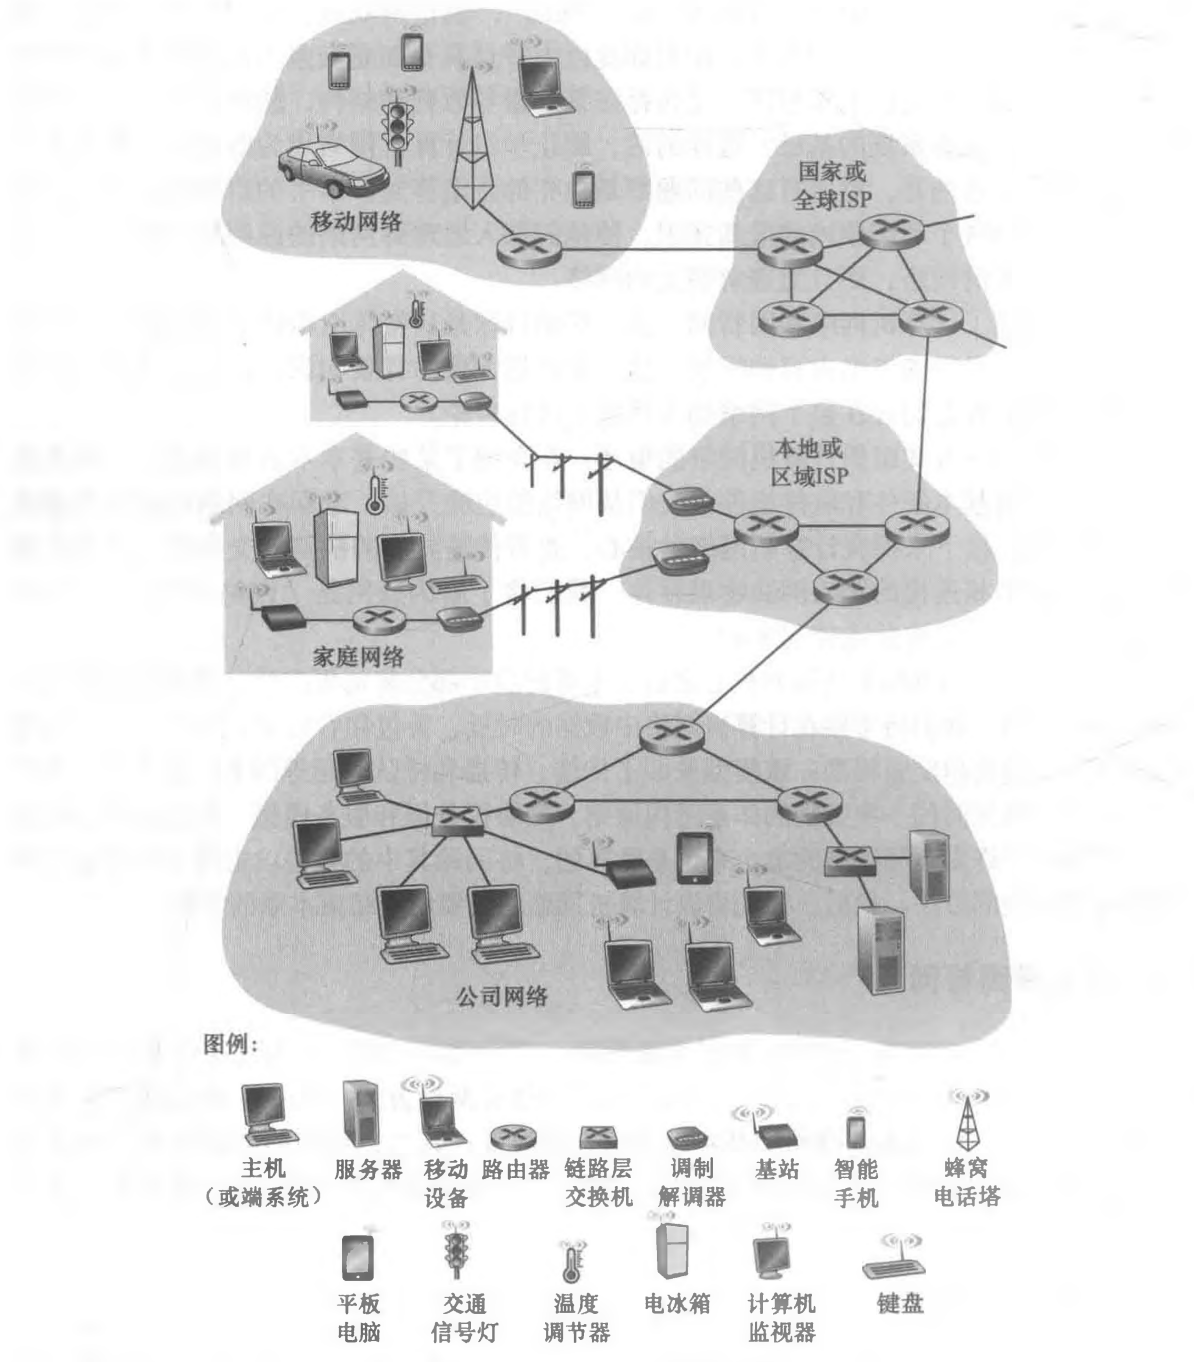 国家或
全球ISP
移动网络
本地或
区域ISP
家庭网络
公司网络
图例:
主机
（或端系统）
服务器
移动
设备
路由器
链路层
交换机
调制
解调器
基站
智能
手机
蜂窝
电话塔
平板
电脑
交通
信号灯
温度
调节器
电冰箱
计算机
监视器
键盘